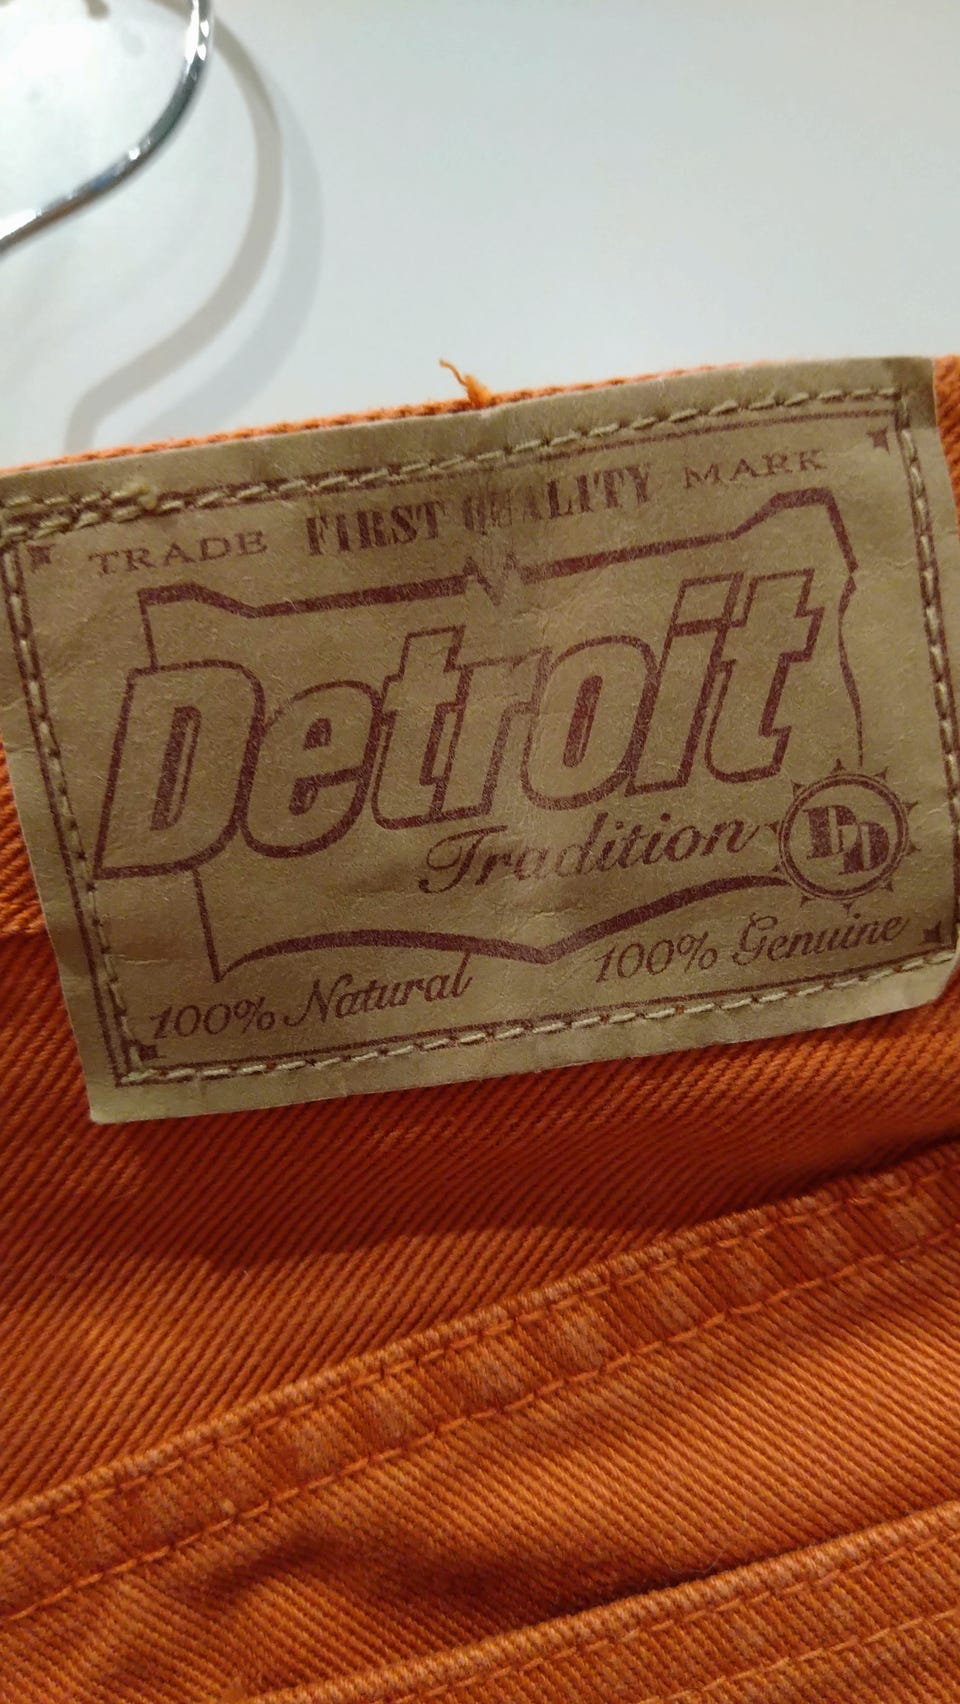 TRADE FIRST QUALITY MARK
Detroit
Tradition
DD
100% Natural 100% Genuine